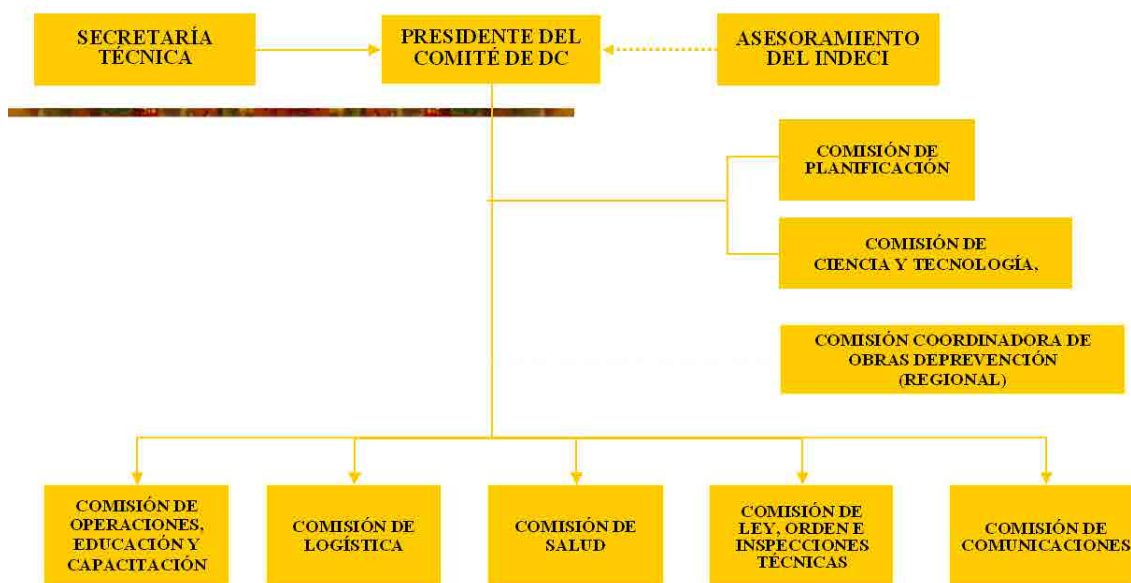 SECRETARÍA
TÉCNICA
PRESIDENTE DEL
COMITÉ DE DC
ASESORAMIENTO
DEL INDECI
COMISIÓN DE
PLANIFICACIÓN
COMISIÓN DE
CIENCIA Y TECNOLOGÍA,
COMISIÓN COORDINADORA DE
OBRAS DEPREVENCIÓN
(REGIONAL)
COMISIÓN DE
OPERACIONES,
EDUCACIÓN Y
CAPACITACIÓN
COMISIÓN DE
LOGÍSTICA
COMISIÓN DE
SALUD
COMISIÓN DE
LEY, ORDEN E
INSPECCIONES
TÉCNICAS
COMISIÓN DE
COMUNICACIONES